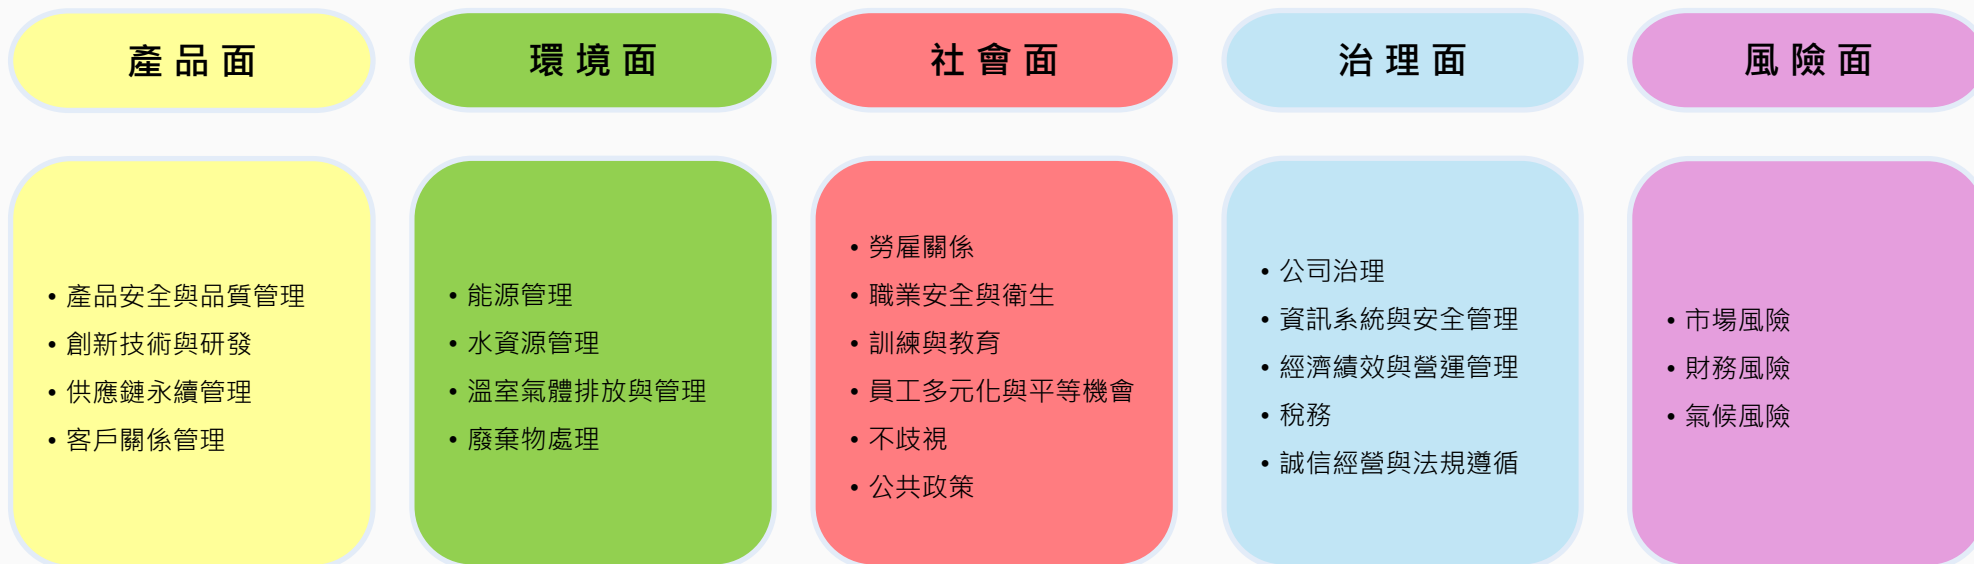 產品面
環境面
社會面
治理面
風險面
• 產品安全與品質管理
• 創新技術與研發
• 供應鏈永續管理
• 客戶關係管理
• 能源管理
• 水資源管理
• 溫室氣體排放與管理
• 廢棄物處理
• 勞雇關係
• 職業安全與衛生
• 訓練與教育
• 員工多元化與平等機會
• 不歧視
• 公共政策
• 公司治理
• 資訊系統與安全管理
• 經濟績效與營運管理
• 稅務
• 誠信經營與法規遵循
• 市場風險
• 財務風險
• 氣候風險